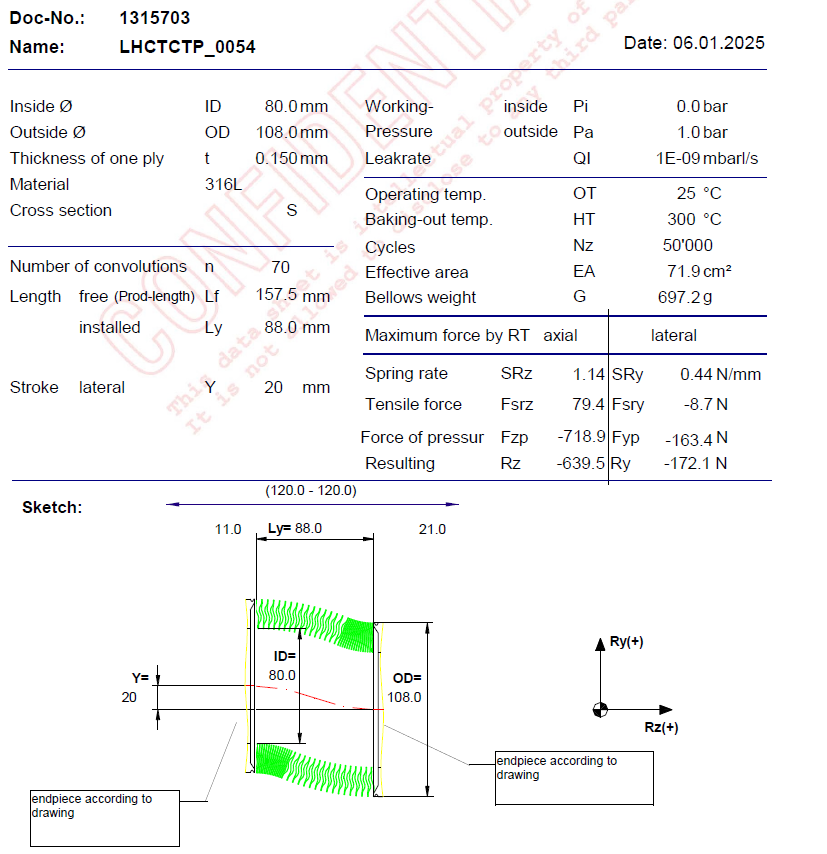 Doc-No.: 1315703
Name: LHCTCTP_0054
Date: 06.01.2025
CONFIDENTIAL
This data sheet is intellectual property of
It is not allowed to disclose to any third par
Inside Ø ID 80.0 mm
Outside Ø OD 108.0 mm
Thickness of one ply t 0.150 mm
Material 316L
Cross section S
Number of convolutions n 70
Length free (Prod-length) Lf 157.5 mm
installed Ly 88.0 mm
Stroke lateral Y 20 mm
Working- inside Pi 0.0 bar
Pressure outside Pa 1.0 bar
Leakrate Ql 1E-09 mbarl/s
Operating temp. OT 25 °C
Baking-out temp. HT 300 °C
Cycles Nz 50'000
Effective area EA 71.9 cm²
Bellows weight G 697.2 g
Maximum force by RT axial lateral
Spring rate SRz 1.14 SRy 0.44 N/mm
Tensile force Fsrz 79.4 Fsry -8.7 N
Force of pressur Fzp -718.9 Fyp -163.4 N
Resulting Rz -639.5 Ry -172.1 N
Sketch:
(120.0 - 120.0)
11.0 Ly= 88.0 21.0
ID=
80.0
Y=
20
OD=
108.0
Ry(+)
Rz(+)
endpiece according to
drawing
endpiece according to
drawing